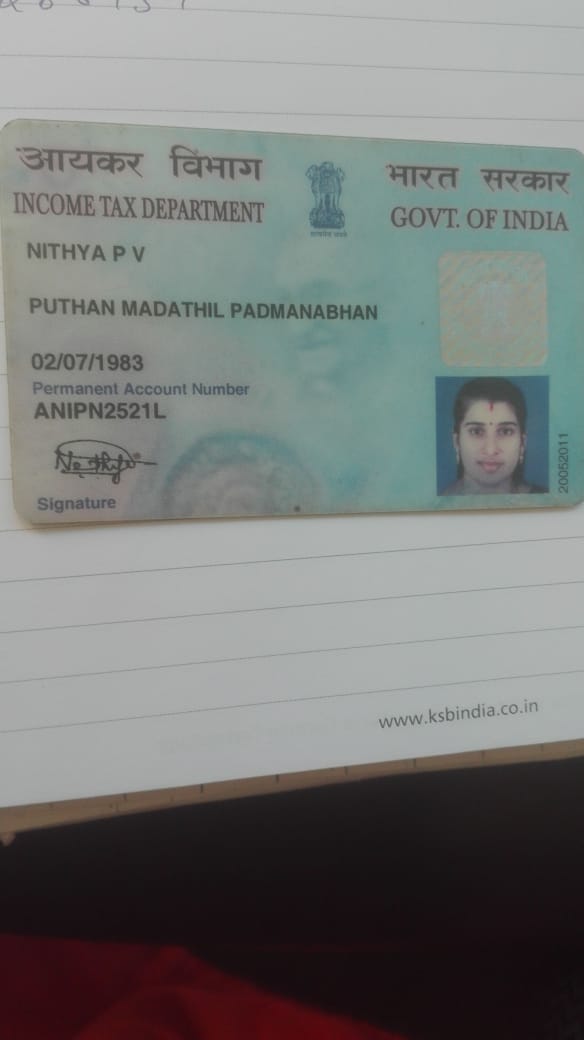 आयकर विभाग
INCOME TAX DEPARTMENT
भारत सरकार
GOVT. OF INDIA
सत्यमेव जयते
NITHYA P V
PUTHAN MADATHIL PADMANABHAN
02/07/1983
Permanent Account Number
ANIPN2521L
Signature
20052011
www.ksbindia.co.in